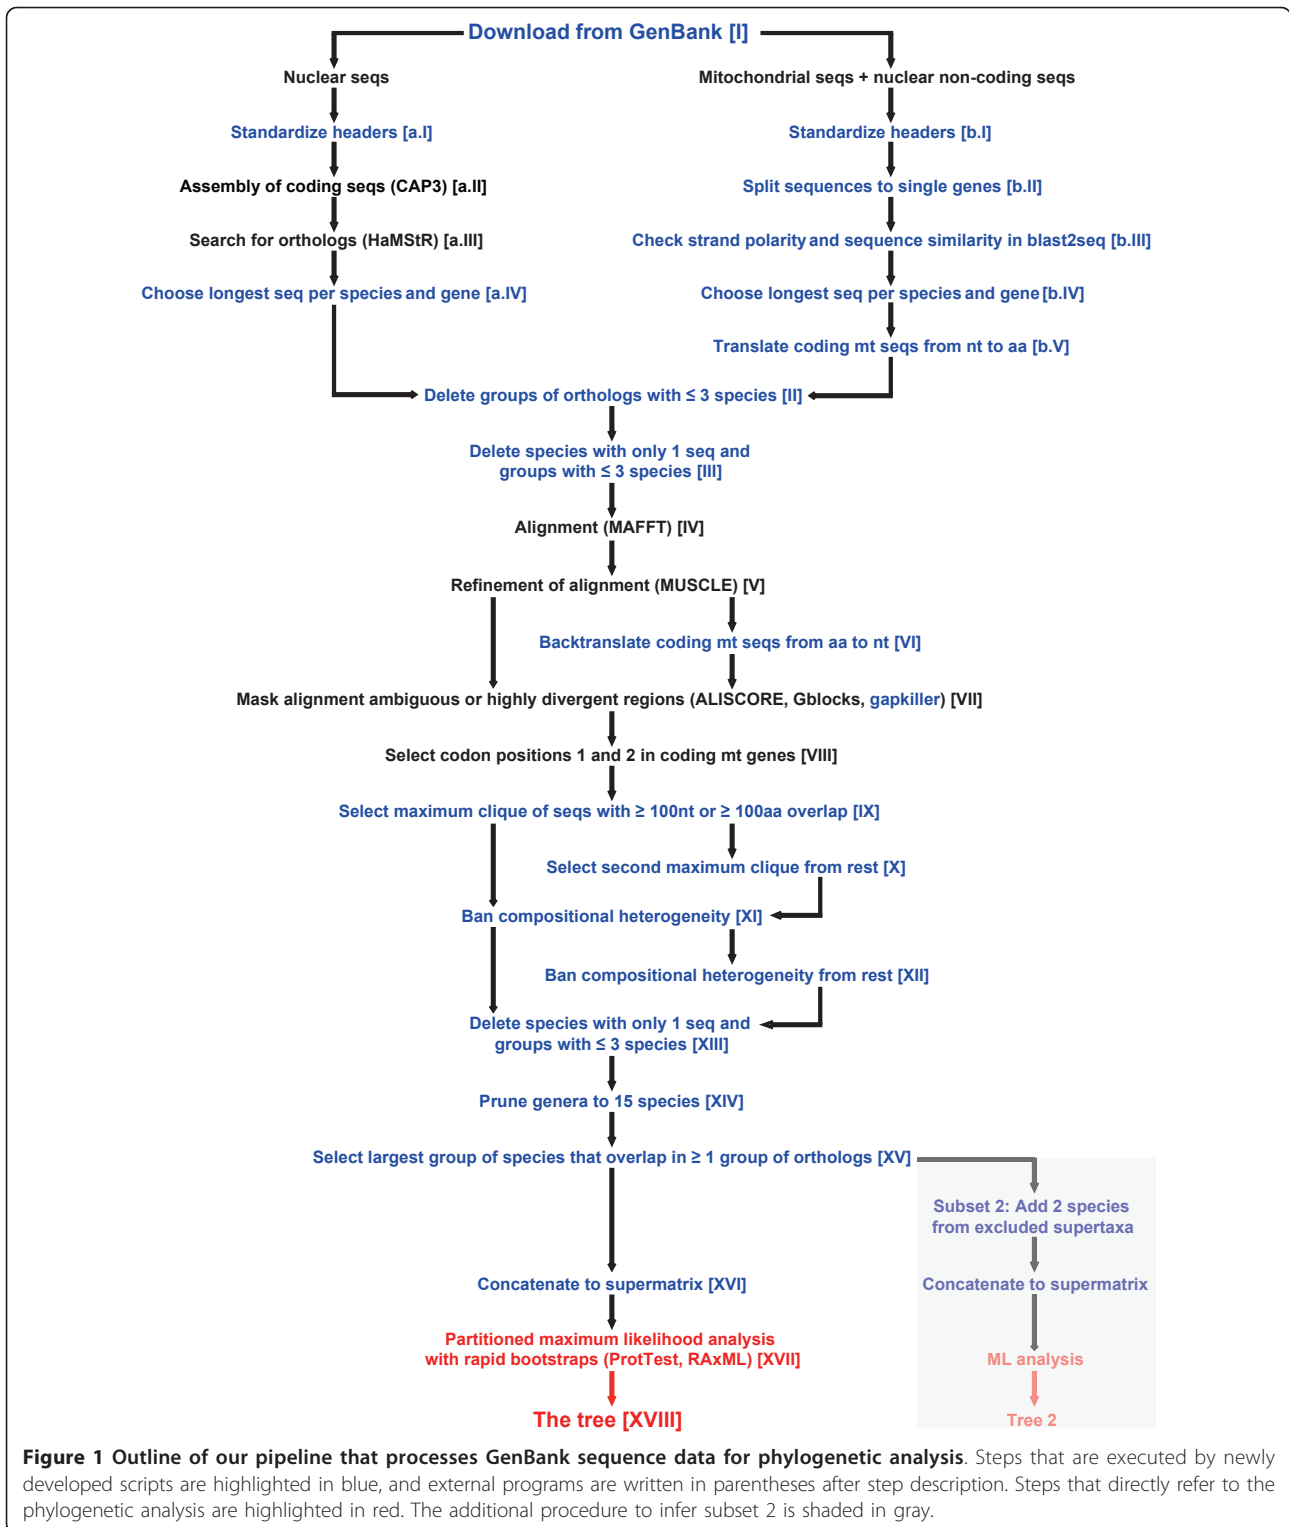 Download from GenBank [I]
Nuclear seqs
Mitochondrial seqs + nuclear non-coding seqs
Standardize headers [a.I]
Standardize headers [b.I]
Assembly of coding seqs (CAP3) [a.II]
Split sequences to single genes [b.II]
Search for orthologs (HaMStR) [a.III]
Check strand polarity and sequence similarity in blast2seq [b.III]
Choose longest seq per species and gene [a.IV]
Choose longest seq per species and gene [b.IV]
Translate coding mt seqs from nt to aa [b.V]
Delete groups of orthologs with ≤ 3 species [II]
Delete species with only 1 seq and
groups with ≤ 3 species [III]
Alignment (MAFFT) [IV]
Refinement of alignment (MUSCLE) [V]
Backtranslate coding mt seqs from aa to nt [VI]
Mask alignment ambiguous or highly divergent regions (ALISCORE, Gblocks, gapkiller) [VII]
Select codon positions 1 and 2 in coding mt genes [VIII]
Select maximum clique of seqs with ≥ 100nt or ≥ 100aa overlap [IX]
Select second maximum clique from rest [X]
Ban compositional heterogeneity [XI]
Ban compositional heterogeneity from rest [XII]
Delete species with only 1 seq and
groups with ≤ 3 species [XIII]
Prune genera to 15 species [XIV]
Select largest group of species that overlap in ≥ 1 group of orthologs [XV]
Subset 2: Add 2 species
from excluded supertaxa
Concatenate to supermatrix [XVI]
Concatenate to supermatrix
Partitioned maximum likelihood analysis
with rapid bootstraps (ProtTest, RAxML) [XVII]
ML analysis
The tree [XVIII]
Tree 2
Figure 1 Outline of our pipeline that processes GenBank sequence data for phylogenetic analysis. Steps that are executed by newly
developed scripts are highlighted in blue, and external programs are written in parentheses after step description. Steps that directly refer to the
phylogenetic analysis are highlighted in red. The additional procedure to infer subset 2 is shaded in gray.